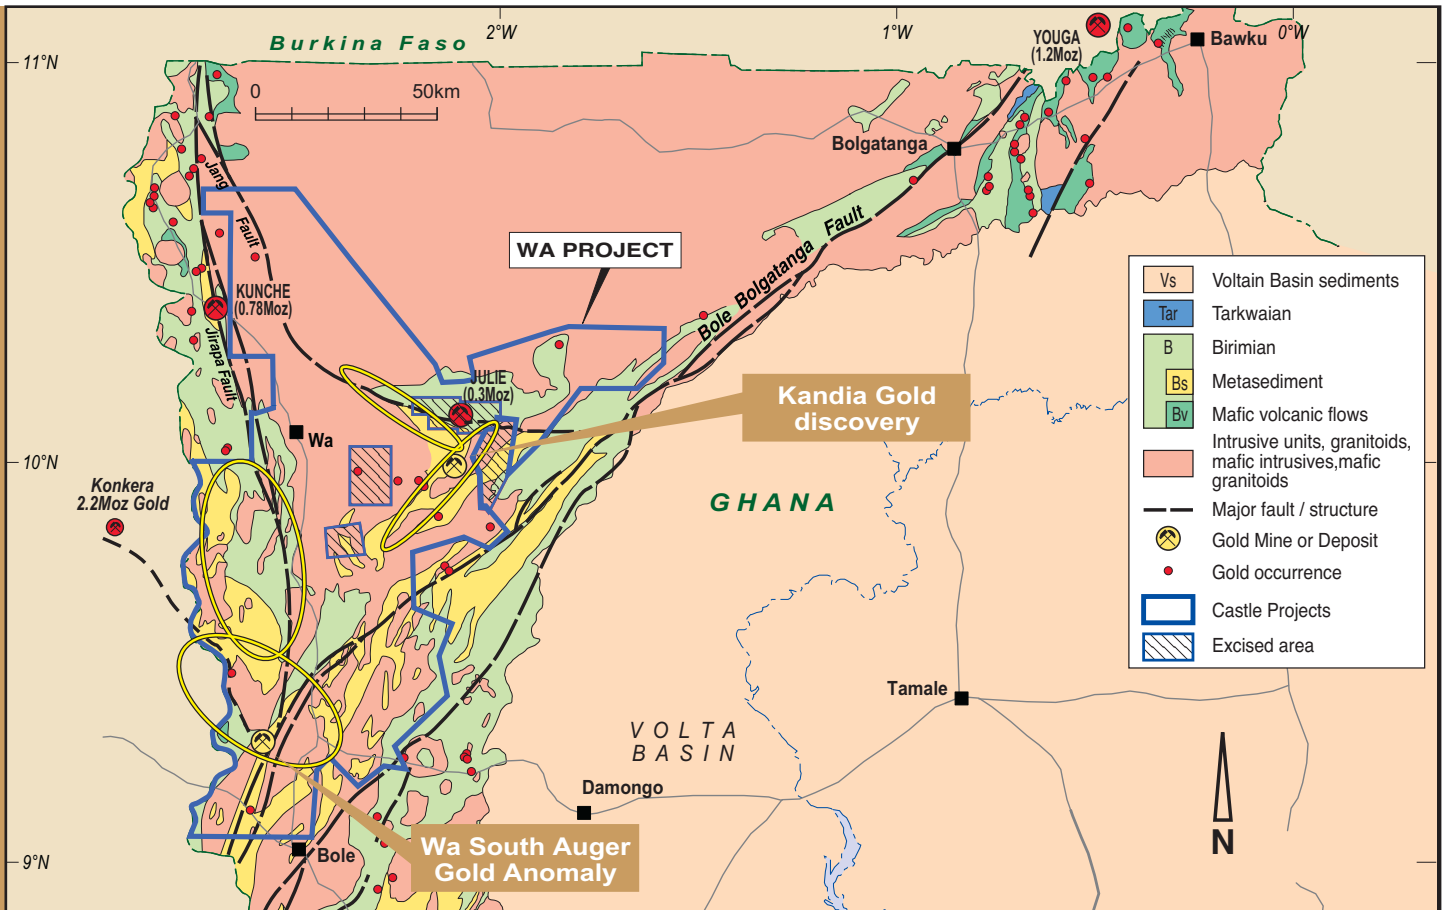 2°W
1°W
0°W
Burkina Faso
11°N
YOUGA
(1.2Moz)
Bawku
0
50km
Bolgatanga
Jang
Fault
WA PROJECT
Bole Bolgatanga Fault
KUNCHE
(0.78Moz)
Jirapa Fault
JULIE
(0.3Moz)
Kandia Gold
discovery
Wa
10°N
Konkera
2.2Moz Gold
GHANA
Vs
Voltain Basin sediments
Tar
Tarkwaian
B
Birimian
Bs
Metasediment
Bv
Mafic volcanic flows
Intrusive units, granitoids,
mafic intrusives,mafic
granitoids
Major fault / structure
Gold Mine or Deposit
Gold occurrence
Castle Projects
Excised area
Tamale
VOLTA
BASIN
Damongo
N
Wa South Auger
Gold Anomaly
Bole
9°N